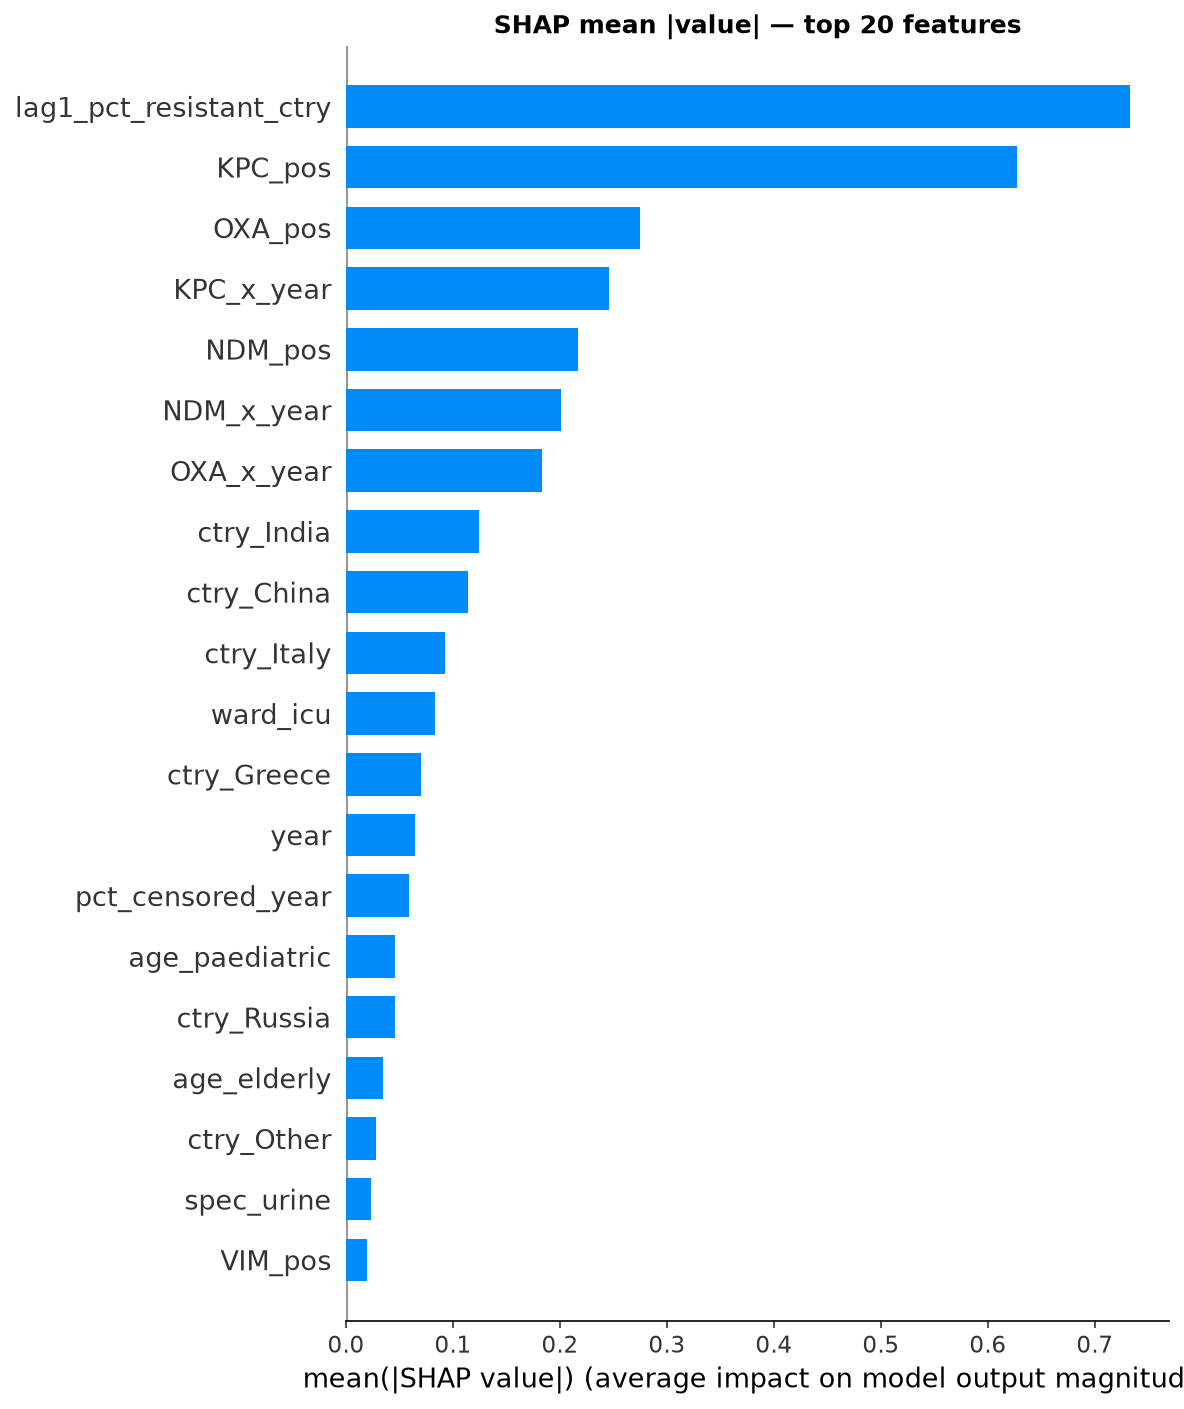 SHAP mean |value| — top 20 features
lag1_pct_resistant_ctry
KPC_pos
OXA_pos
KPC_x_year
NDM_pos
NDM_x_year
OXA_x_year
ctry_India
ctry_China
ctry_Italy
ward_icu
ctry_Greece
year
pct_censored_year
age_paediatric
ctry_Russia
age_elderly
ctry_Other
spec_urine
VIM_pos
0.0 0.1 0.2 0.3 0.4 0.5 0.6 0.7
mean(|SHAP value|) (average impact on model output magnitud